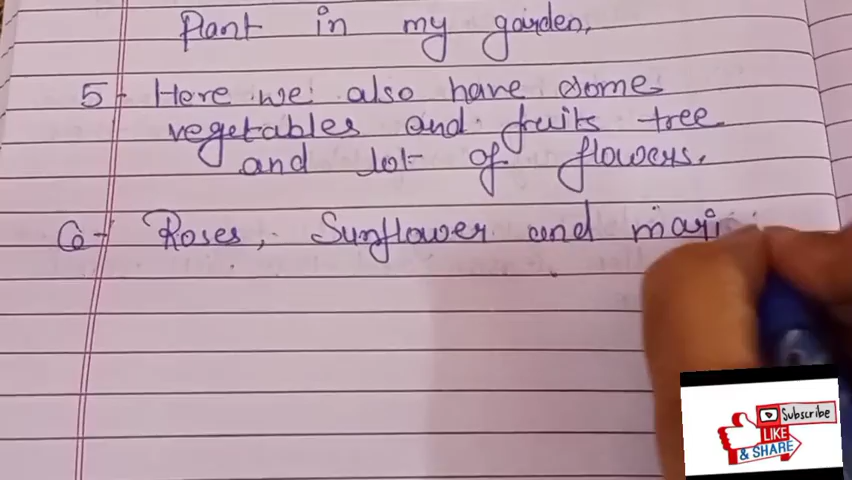 Plant in my garden.
5- Here we also have some
vegetables and fruits tree
and lot of flowers.
6- Roses, Sunflower and mari
Subscribe
LIKE
& SHARE